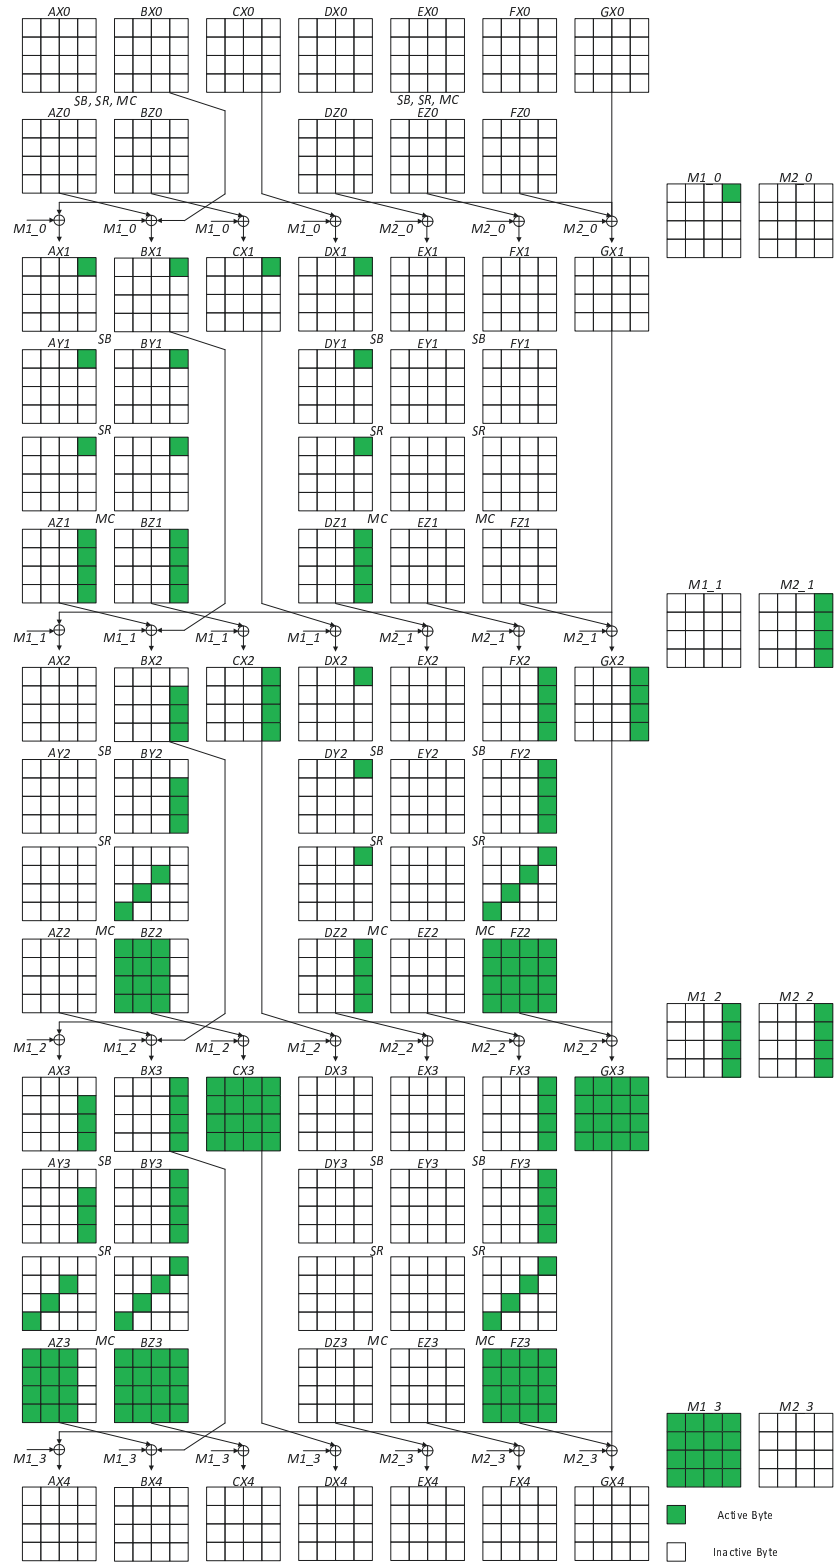 AX0 BX0 CX0 DX0 EX0 FX0 GX0
SB, SR, MC SB, SR, MC
AZ0 BZ0 DZ0 EZ0 FZ0
M1_0 M2_0
M1_0 M1_0 M1_0 M1_0 M2_0 M2_0 M2_0
AX1 BX1 CX1 DX1 EX1 FX1 GX1
AY1 SB BY1 DY1 SB EY1 SB FY1
SR SR SR
AZ1 MC BZ1 DZ1 MC EZ1 MC FZ1
M1_1 M2_1
M1_1 M1_1 M1_1 M1_1 M2_1 M2_1 M2_1
AX2 BX2 CX2 DX2 EX2 FX2 GX2
AY2 SB BY2 DY2 SB EY2 SB FY2
SR SR SR
AZ2 MC BZ2 DZ2 MC EZ2 MC FZ2
M1_2 M2_2
M1_2 M1_2 M1_2 M1_2 M2_2 M2_2 M2_2
AX3 BX3 CX3 DX3 EX3 FX3 GX3
AY3 SB BY3 DY3 SB EY3 SB FY3
SR SR SR
AZ3 MC BZ3 DZ3 MC EZ3 MC FZ3
M1_3 M2_3
M1_3 M1_3 M1_3 M1_3 M2_3 M2_3 M2_3
AX4 BX4 CX4 DX4 EX4 FX4 GX4
Active Byte
Inactive Byte